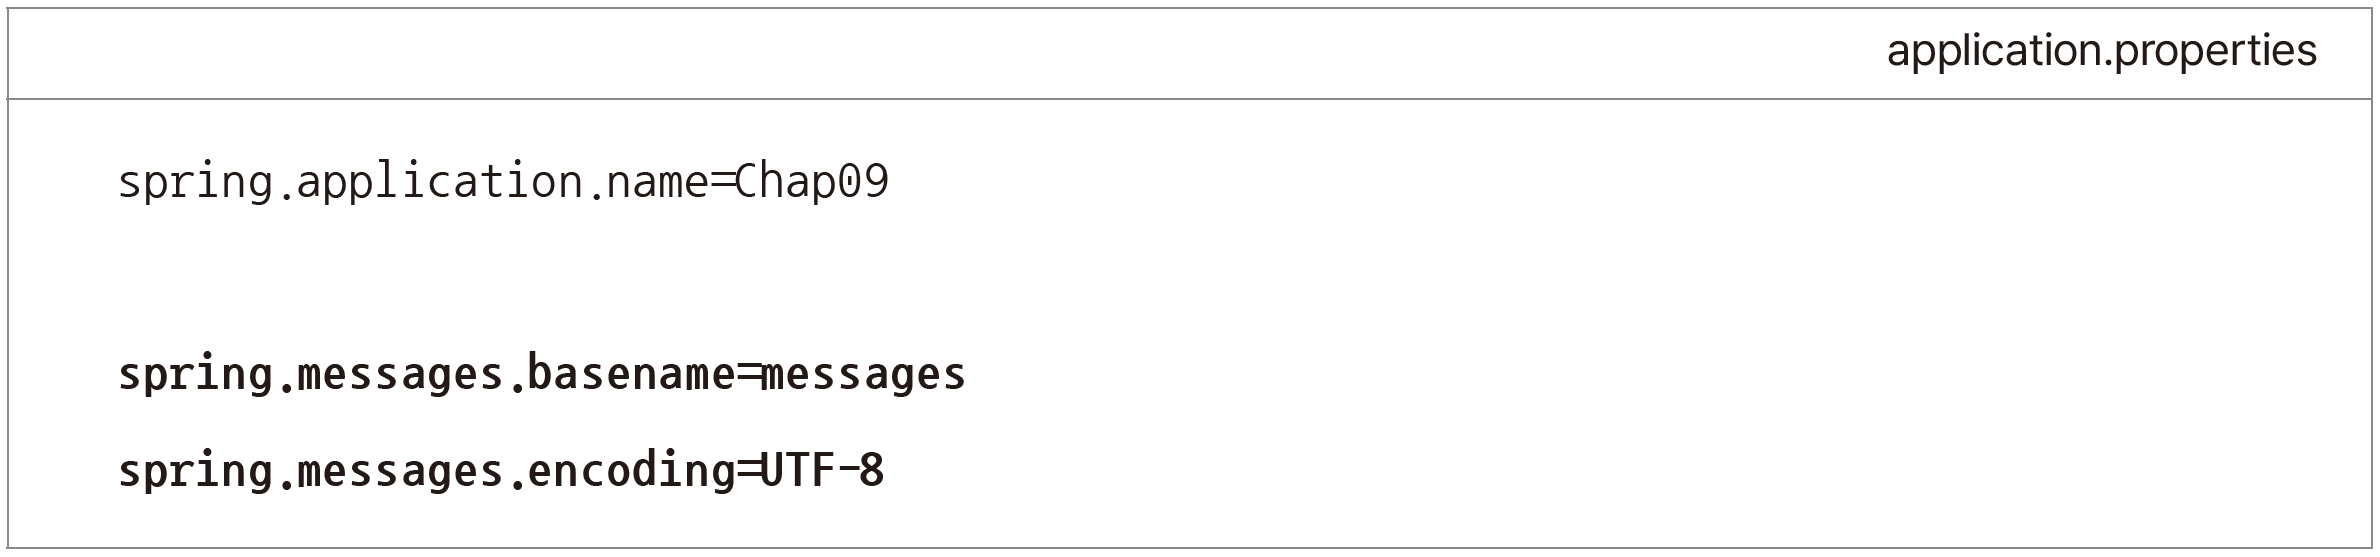 application.properties
spring.application.name=Chap09
spring.messages.basename=messages
spring.messages.encoding=UTF-8